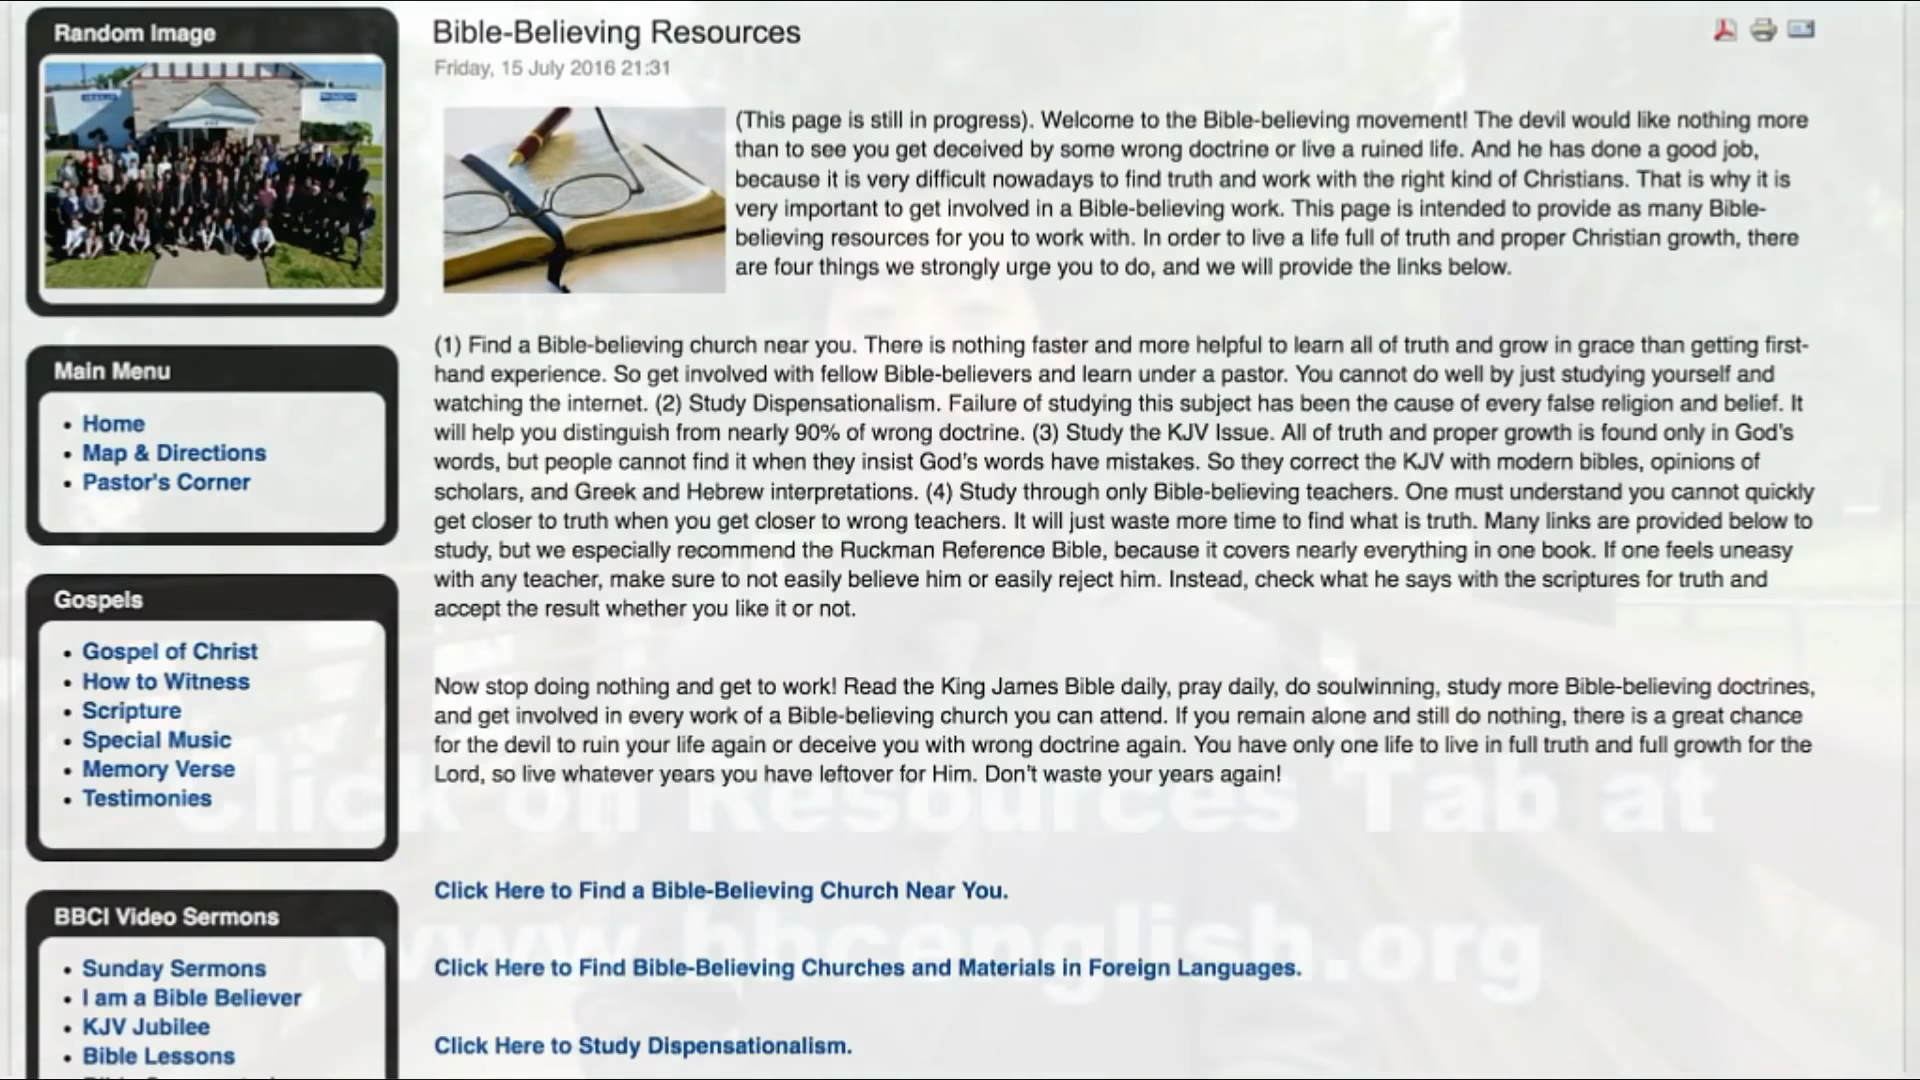 Random Image
Main Menu
Home
Map & Directions
Pastor's Corner
Gospels
Gospel of Christ
How to Witness
Scripture
Special Music
Memory Verse
Testimonies
BBCI Video Sermons
Sunday Sermons
I am a Bible Believer
KJV Jubilee
Bible Lessons
Bible-Believing Resources
Friday, 15 July 2016 21:31
(This page is still in progress). Welcome to the Bible-believing movement! The devil would like nothing more
than to see you get deceived by some wrong doctrine or live a ruined life. And he has done a good job,
because it is very difficult nowadays to find truth and work with the right kind of Christians. That is why it is
very important to get involved in a Bible-believing work. This page is intended to provide as many Bible-
believing resources for you to work with. In order to live a life full of truth and proper Christian growth, there
are four things we strongly urge you to do, and we will provide the links below.
(1) Find a Bible-believing church near you. There is nothing faster and more helpful to learn all of truth and grow in grace than getting first-
hand experience. So get involved with fellow Bible-believers and learn under a pastor. You cannot do well by just studying yourself and
watching the internet. (2) Study Dispensationalism. Failure of studying this subject has been the cause of every false religion and belief. It
will help you distinguish from nearly 90% of wrong doctrine. (3) Study the KJV Issue. All of truth and proper growth is found only in God's
words, but people cannot find it when they insist God's words have mistakes. So they correct the KJV with modern bibles, opinions of
scholars, and Greek and Hebrew interpretations. (4) Study through only Bible-believing teachers. One must understand you cannot quickly
get closer to truth when you get closer to wrong teachers. It will just waste more time to find what is truth. Many links are provided below to
study, but we especially recommend the Ruckman Reference Bible, because it covers nearly everything in one book. If one feels uneasy
with any teacher, make sure to not easily believe him or easily reject him. Instead, check what he says with the scriptures for truth and
accept the result whether you like it or not.
Now stop doing nothing and get to work! Read the King James Bible daily, pray daily, do soulwinning, study more Bible-believing doctrines,
and get involved in every work of a Bible-believing church you can attend. If you remain alone and still do nothing, there is a great chance
for the devil to ruin your life again or deceive you with wrong doctrine again. You have only one life to live in full truth and full growth for the
Lord, so live whatever years you have leftover for Him. Don't waste your years again!
Click on Resources Tab at
www.bbcenglish.org
Click Here to Find a Bible-Believing Church Near You.
Click Here to Find Bible-Believing Churches and Materials in Foreign Languages.
Click Here to Study Dispensationalism.